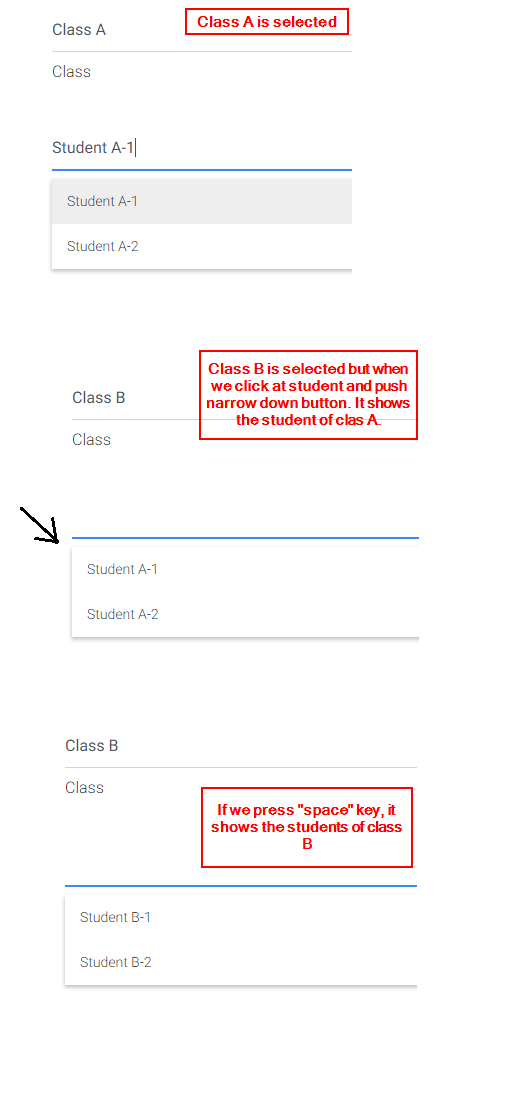 Class A
Class A is selected
Class
Student A-1
Student A-1
Student A-2
Class B is selected but when
we click at student and push
narrow down button. It shows
the student of clas A.
Class B
Class
Student A-1
Student A-2
Class B
Class
If we press "space" key, it
shows the students of class
B
Student B-1
Student B-2